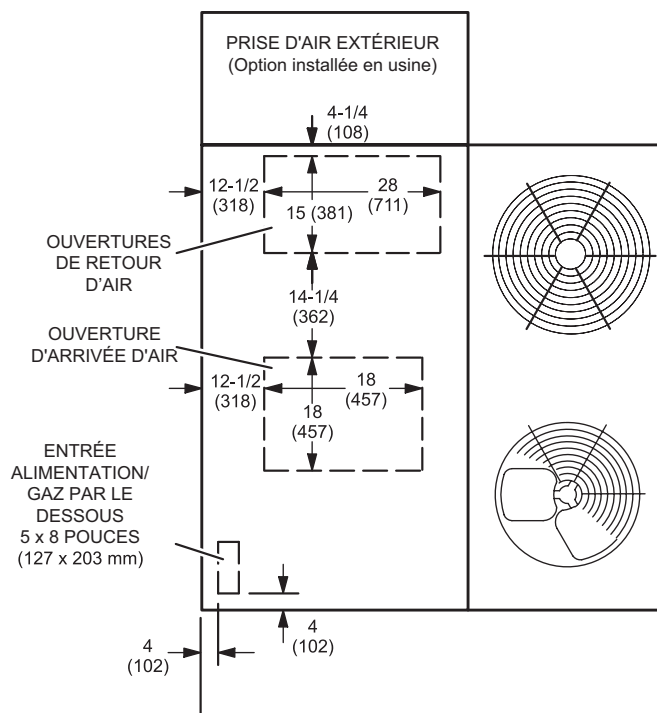 PRISE D'AIR EXTÉRIEUR
(Option installée en usine)
4-1/4
(108)
12-1/2
(318)
28
(711)
15 (381)
OUVERTURES
DE RETOUR
D'AIR
14-1/4
(362)
OUVERTURE
D'ARRIVÉE D'AIR
12-1/2
(318)
18
(457)
18
(457)
ENTRÉE
ALIMENTATION/
GAZ PAR LE
DESSOUS
5 x 8 POUCES
(127 x 203 mm)
4
(102)
4
(102)